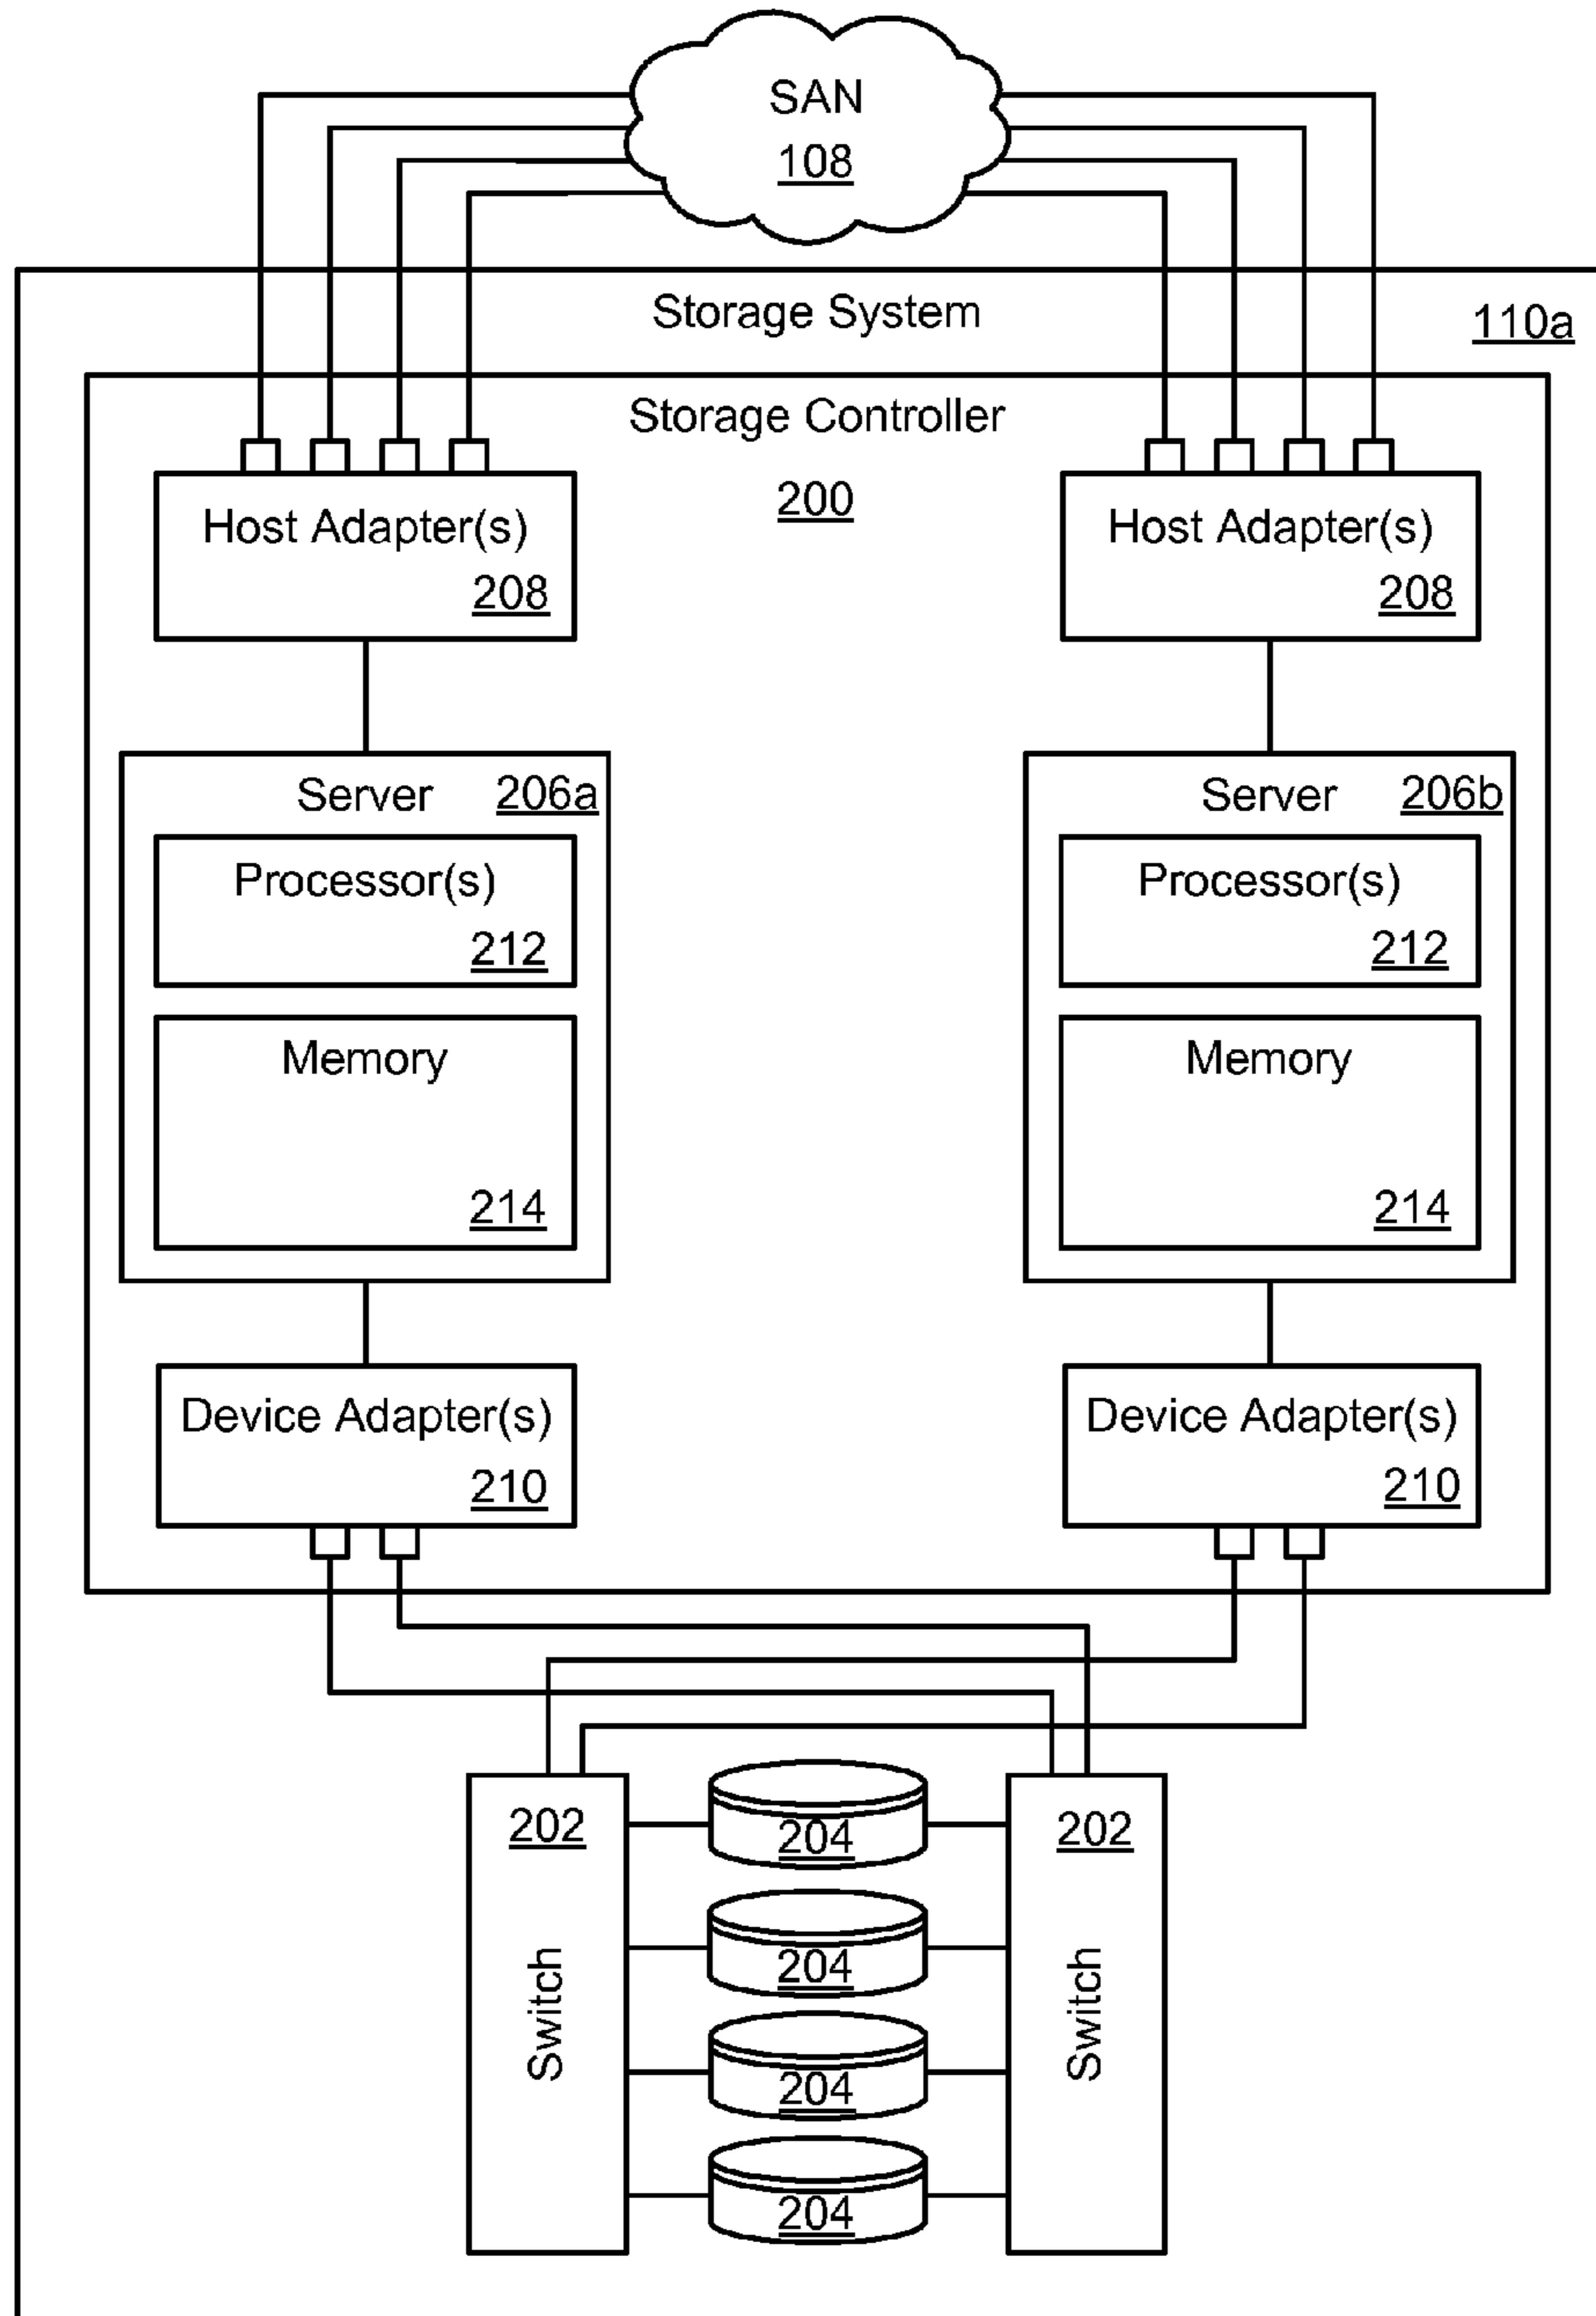 SAN
108
Storage System
110a
Storage Controller
200
Host Adapter(s)
208
Host Adapter(s)
208
Server 206a
Processor(s)
212
Memory
214
Server 206b
Processor(s)
212
Memory
214
Device Adapter(s)
210
Device Adapter(s)
210
202
Switch
204
204
204
204
202
Switch